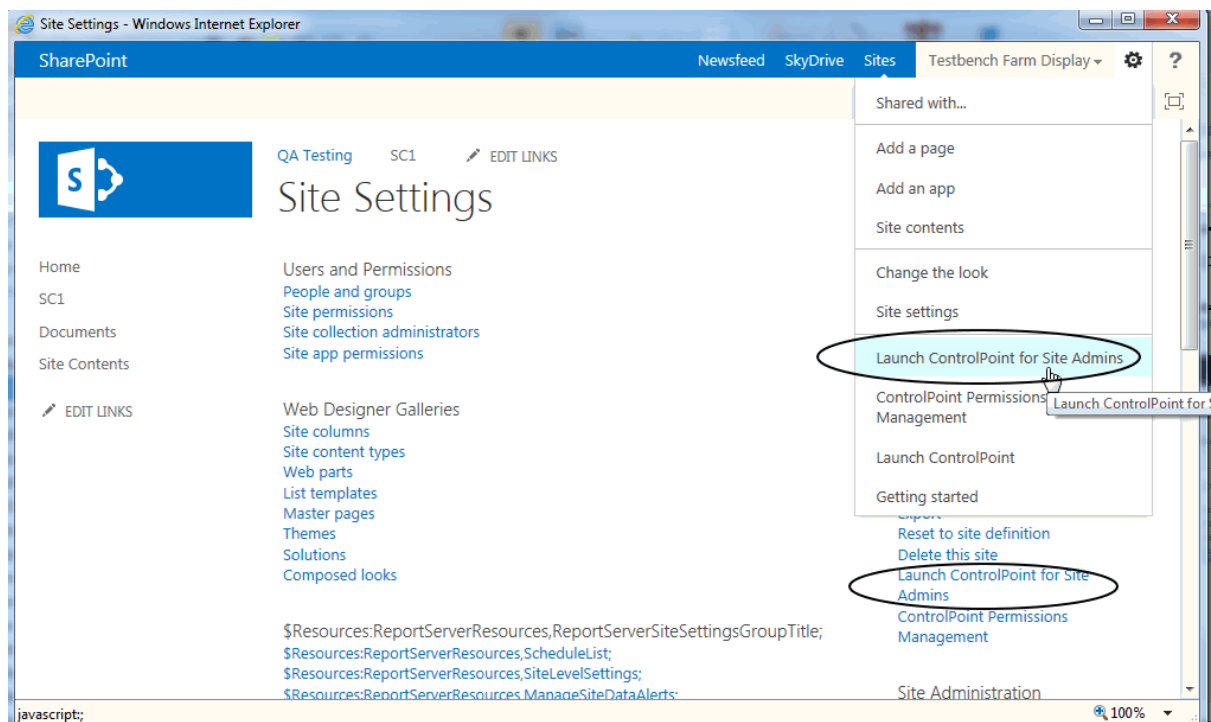 Site Settings - Windows Internet Explorer
SharePoint
Newsfeed SkyDrive Sites Testbench Farm Display ?
Shared with...
Add a page
Add an app
Site contents
Change the look
Site settings
Launch ControlPoint for Site Admins
ControlPoint Permissions
Management
Launch ControlPoint for
Launch ControlPoint
Getting started
S
QA Testing SC1 EDIT LINKS
Site Settings
Home
SC1
Documents
Site Contents
EDIT LINKS
Users and Permissions
People and groups
Site permissions
Site collection administrators
Site app permissions
Web Designer Galleries
Site columns
Site content types
Web parts
List templates
Master pages
Themes
Solutions
Composed looks
$Resources:ReportServerResources,ReportServerSiteSettingsGroupTitle;
$Resources:ReportServerResources,ScheduleList;
$Resources:ReportServerResources,SiteLevelSettings;
$Resources:ReportServerResources,ManageSiteDataAlerts;
Reset to site definition
Delete this site
Launch ControlPoint for Site
Admins
ControlPoint Permissions
Management
Site Administration
javascript:;
100%